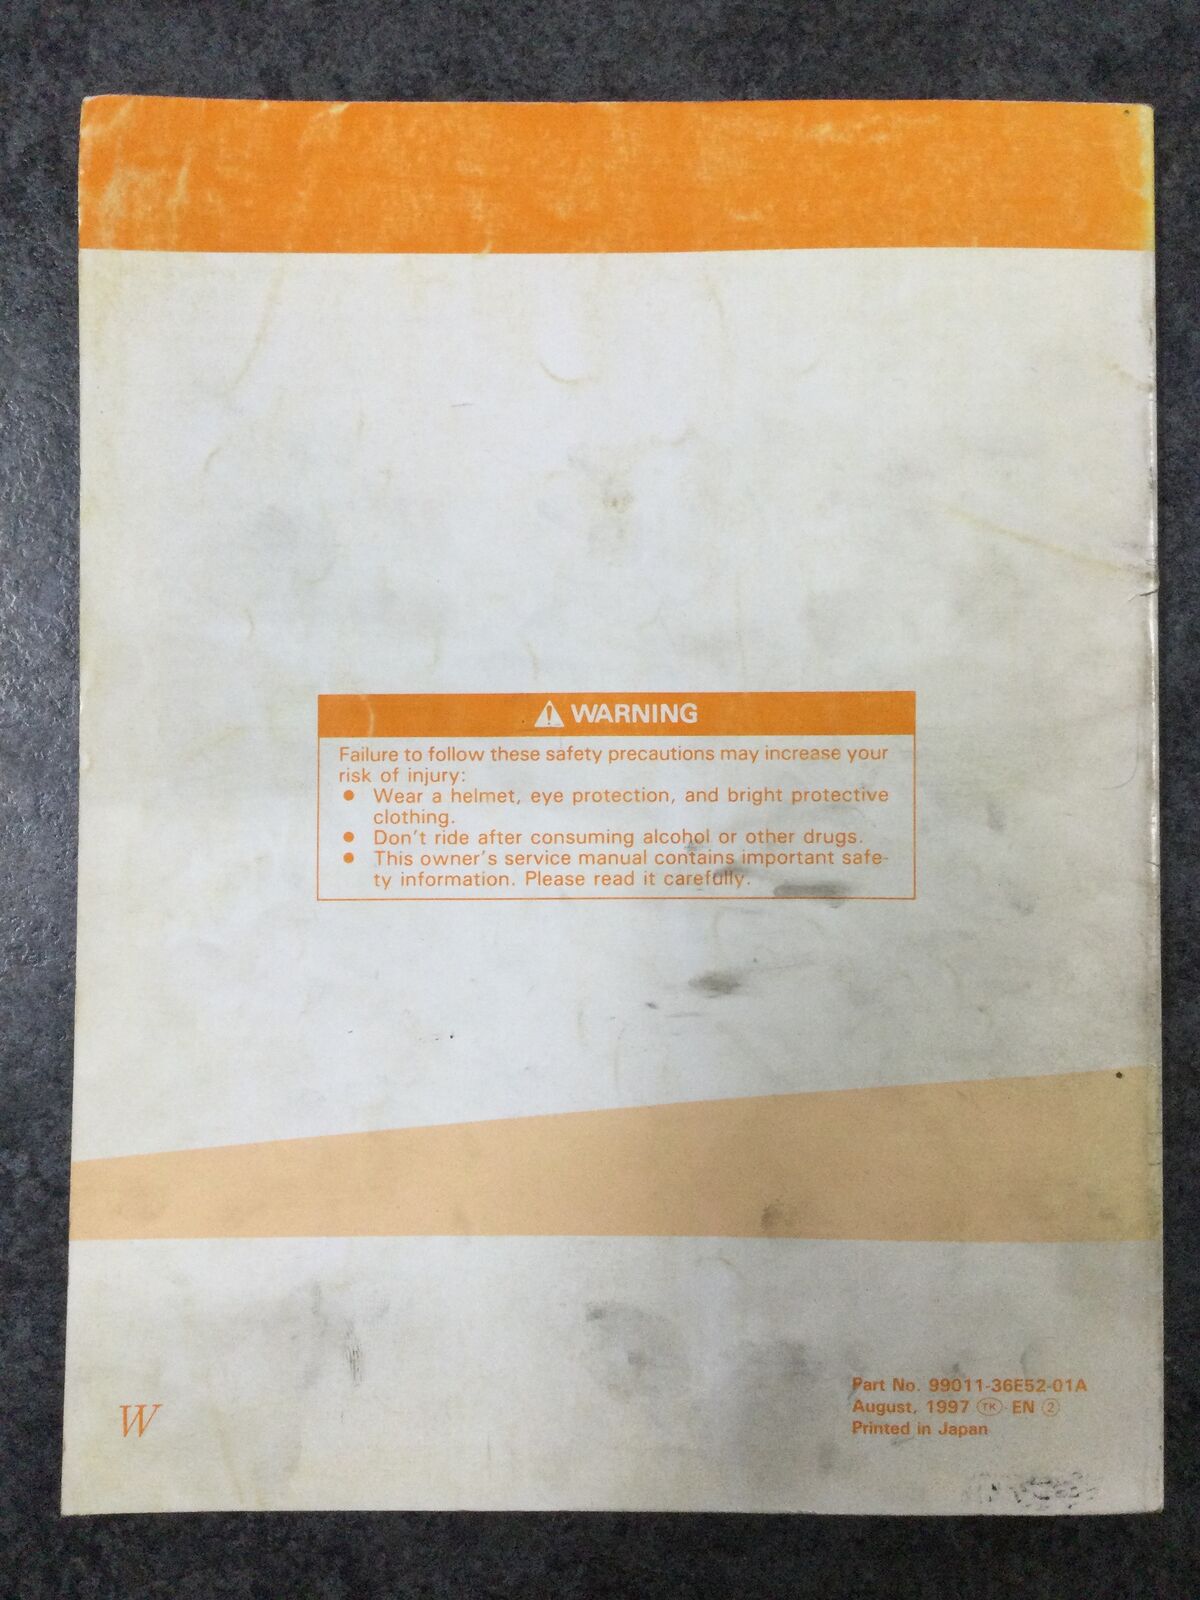 WARNING
Failure to follow these safety precautions may increase your
risk of injury:
● Wear a helmet, eye protection, and bright protective
clothing.
● Don't ride after consuming alcohol or other drugs.
● This owner's service manual contains important safe-
ty information. Please read it carefully.
Part No. 99011-36E52-01A
August, 1997 TK EN 2
Printed in Japan
W